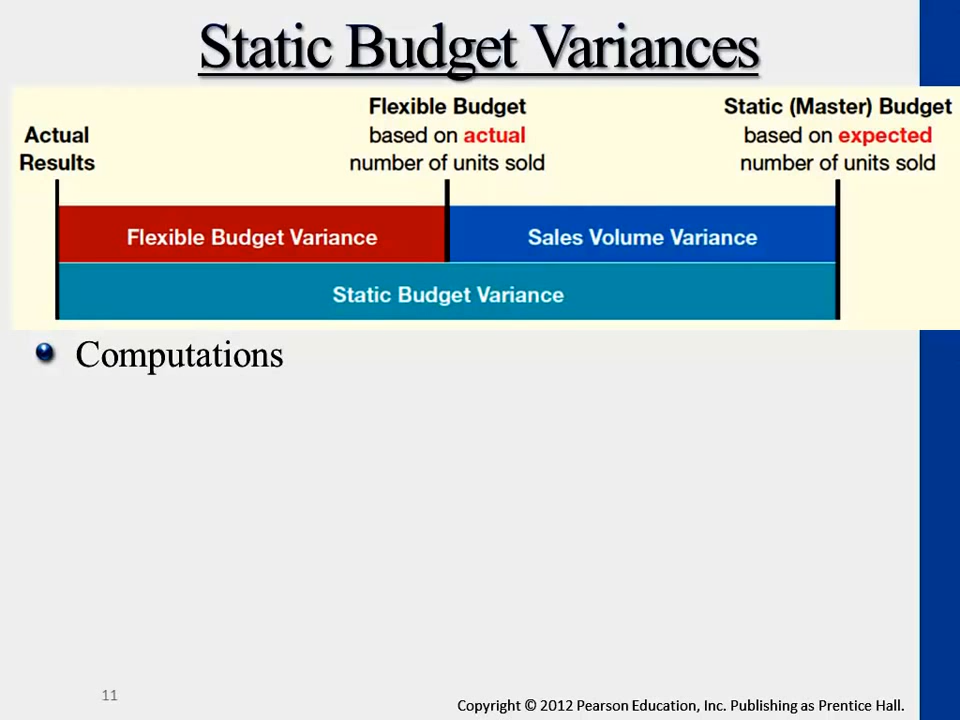 Static Budget Variances
Actual
Results
Flexible Budget
based on actual
number of units sold
Static (Master) Budget
based on expected
number of units sold
Flexible Budget Variance
Sales Volume Variance
Static Budget Variance
Computations
11
Copyright © 2012 Pearson Education, Inc. Publishing as Prentice Hall.